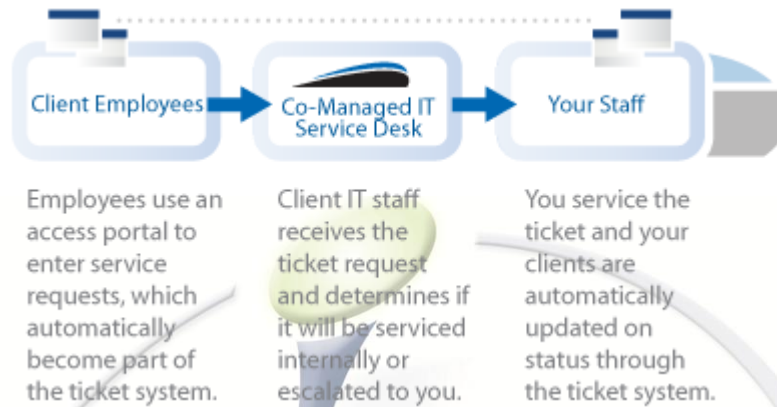 Client Employees
Co-Managed IT
Service Desk
Your Staff
Employees use an
access portal to
enter service
requests, which
automatically
become part of
the ticket system.
Client IT staff
receives the
ticket request
and determines if
it will be serviced
internally or
escalated to you.
You service the
ticket and your
clients are
automatically
updated on
status through
the ticket system.